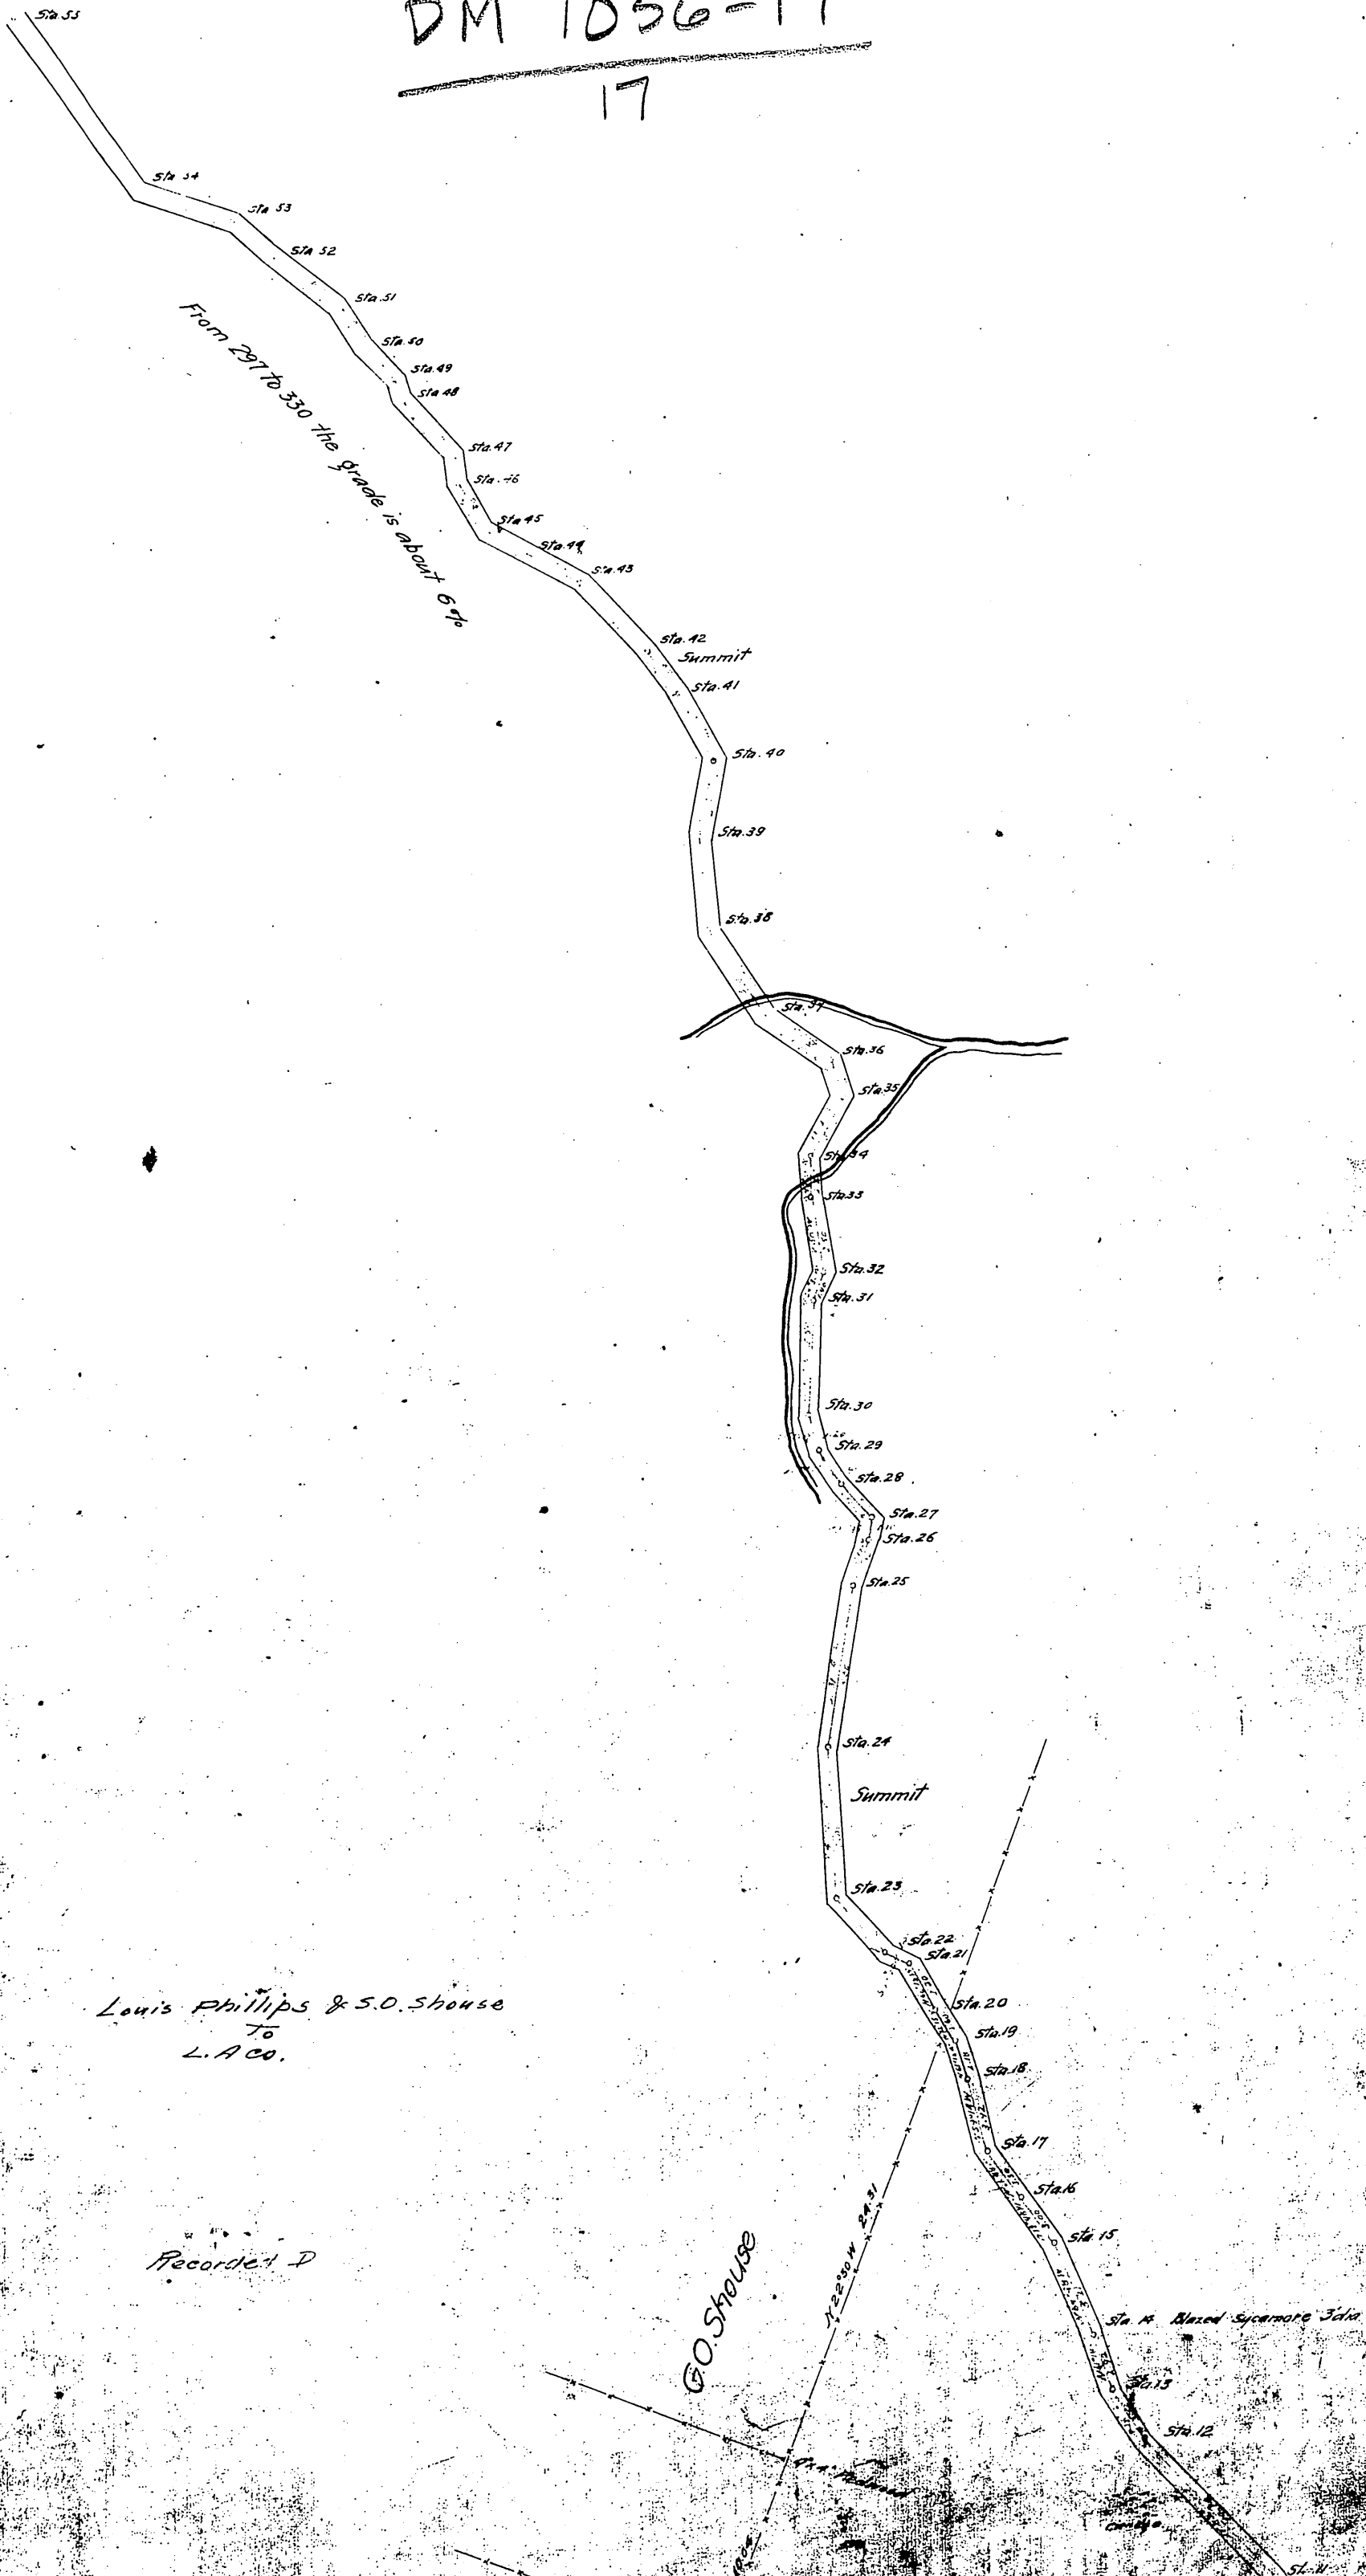 DM 1056-17
17
Sta.55
Sta 54
Sta 53
Sta 52
Sta.51
Sta.50
Sta.49
Sta 48
From 297 to 330 the grade is about 6%
Sta.47
Sta.46
Sta 45
Sta.44
Sta.43
Sta.42
Summit
Sta.41
Sta.40
Sta.39
Sta.38
Sta.37
Sta.36
Sta.35
Sta.34
Sta.33
Sta.32
Sta.31
Sta.30
Sta.29
Sta.28
Sta.27
Sta.26
Sta.25
Sta.24
Summit
Sta.23
Sta.22
Sta.21
Louis Phillips & S.O. Shouse
To
L.A Co.
Sta.20
Sta.19
Sta.18
Sta.17
Sta.16
Sta.15
Recorded D
G.O. Shouse
N 22°30 W 24.31
Sta 14 Blazed Sycamore 3' dia
Sta.13
Sta.12
Sta.11